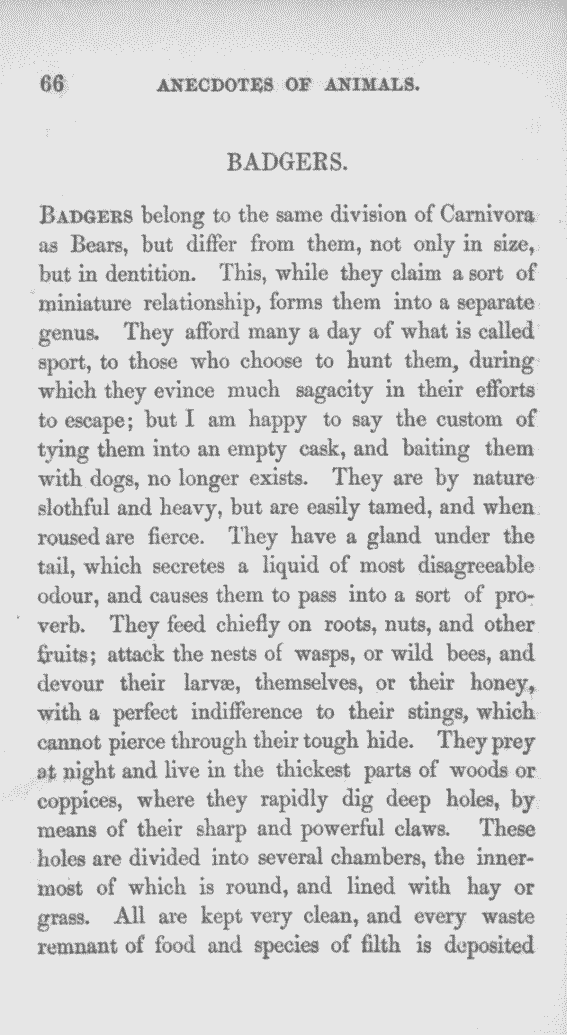 66 ANECDOTES OF ANIMALS.
BADGERS.
BADGERS belong to the same division of Carnivora
as Bears, but differ from them, not only in size,
but in dentition. This, while they claim a sort of
miniature relationship, forms them into a separate
genus. They afford many a day of what is called
sport, to those who choose to hunt them, during
which they evince much sagacity in their efforts
to escape; but I am happy to say the custom of
tying them into an empty cask, and baiting them
with dogs, no longer exists. They are by nature
slothful and heavy, but are easily tamed, and when
roused are fierce. They have a gland under the
tail, which secretes a liquid of most disagreeable
odour, and causes them to pass into a sort of pro-
verb. They feed chiefly on roots, nuts, and other
fruits; attack the nests of wasps, or wild bees, and
devour their larvæ, themselves, or their honey,
with a perfect indifference to their stings, which
cannot pierce through their tough hide. They prey
at night and live in the thickest parts of woods or
coppices, where they rapidly dig deep holes, by
means of their sharp and powerful claws. These
holes are divided into several chambers, the inner-
most of which is round, and lined with hay or
grass. All are kept very clean, and every waste
remnant of food and species of filth is deposited